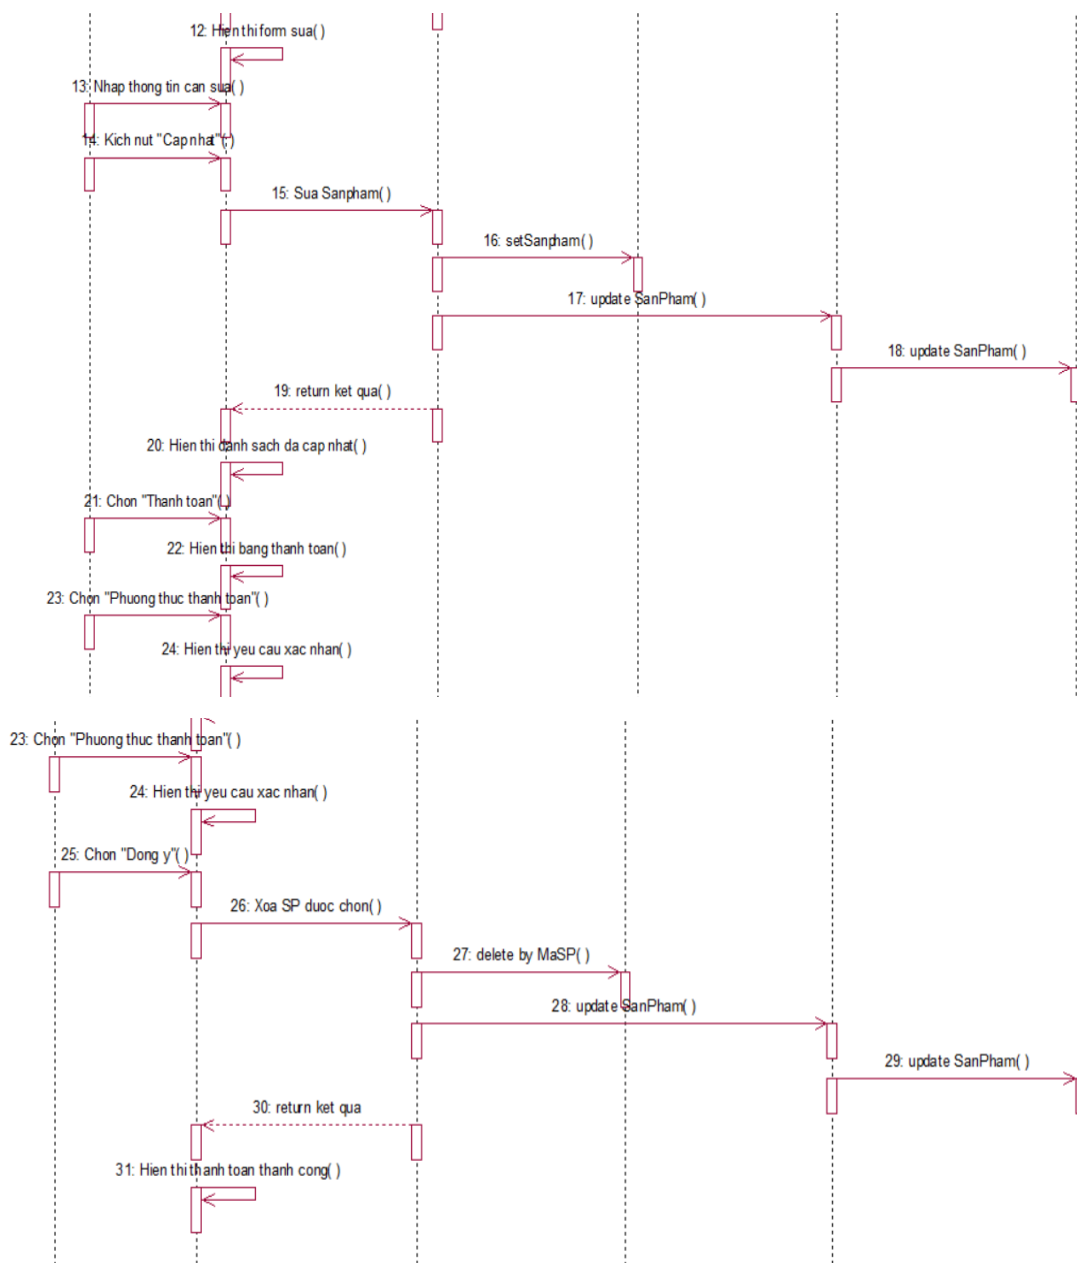 12: Hien thi form sua( )
13: Nhap thong tin can sua( )
14: Kich nut "Cap nhat"( )
15: Sua Sanpham( )
16: setSanpham( )
17: update SanPham( )
18: update SanPham( )
19: return ket qua( )
20: Hien thi danh sach da cap nhat( )
21: Chon "Thanh toan"( )
22: Hien thi bang thanh toan( )
23: Chon "Phuong thuc thanh toan"( )
24: Hien thi yeu cau xac nhan( )
23: Chon "Phuong thuc thanh toan"( )
24: Hien thi yeu cau xac nhan( )
25: Chon "Dong y"( )
26: Xoa SP duoc chon( )
27: delete by MaSP( )
28: update SanPham( )
29: update SanPham( )
30: return ket qua
31: Hien thi thanh toan thanh cong( )